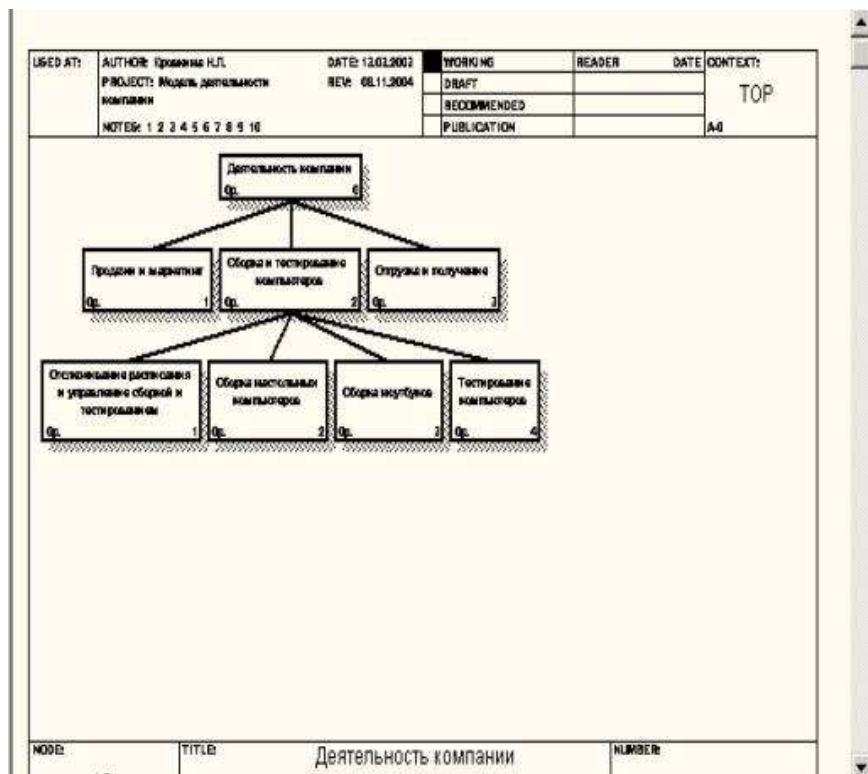 USED AT:
AUTHOR: Кровкина Н.Л.
DATE: 13.03.2003
WORKING
READER
DATE
CONTEXT:
PROJECT: Модель деятельности
компании
REV: 08.11.2004
DRAFT
TOP
RECOMMENDED
NOTES: 1 2 3 4 5 6 7 8 9 10
PUBLICATION
A-0
Деятельность компании
0р. 0
Продажи и маркетинг
0р. 1
Сборка и тестирование
компьютеров
0р. 2
Отгрузка и получение
0р. 3
Отслеживание расписания
и управление сборкой и
тестированием
0р. 1
Сборка настольных
компьютеров
0р. 2
Сборка ноутбуков
0р. 3
Тестирование
компьютеров
0р. 4
NODE:
TITLE:
Деятельность компании
NUMBER: